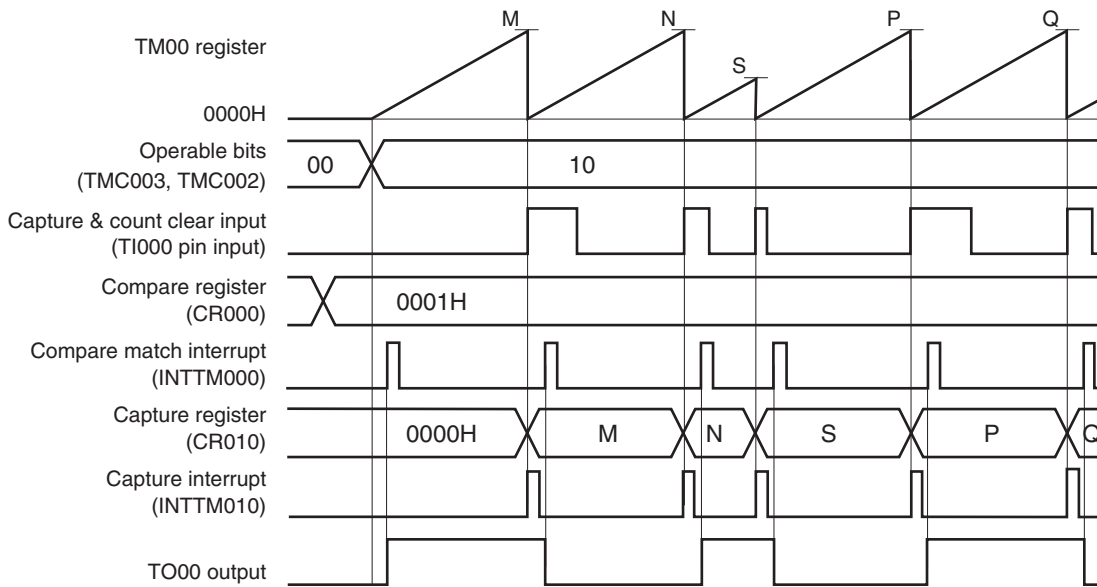 M N P Q
TM00 register
S
0000H
Operable bits
(TMC003, TMC002)
00 10
Capture & count clear input
(TI000 pin input)
Compare register
(CR000)
0001H
Compare match interrupt
(INTTM000)
Capture register
(CR010)
0000H M N S P Q
Capture interrupt
(INTTM010)
TO00 output